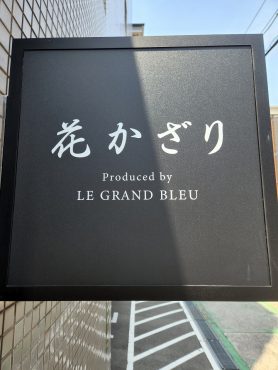 花かざり
Produced by
LE GRAND BLEU